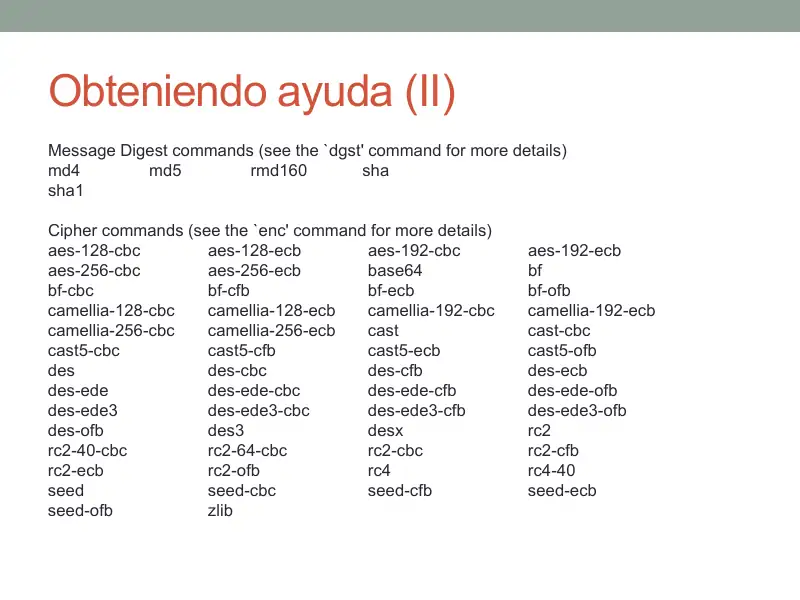 Obteniendo ayuda (II)
Message Digest commands (see the `dgst' command for more details)
md4 md5 rmd160 sha
sha1
Cipher commands (see the `enc' command for more details)
aes-128-cbc aes-128-ecb aes-192-cbc aes-192-ecb
aes-256-cbc aes-256-ecb base64 bf
bf-cbc bf-cfb bf-ecb bf-ofb
camellia-128-cbc camellia-128-ecb camellia-192-cbc camellia-192-ecb
camellia-256-cbc camellia-256-ecb cast cast-cbc
cast5-cbc cast5-cfb cast5-ecb cast5-ofb
des des-cbc des-cfb des-ecb
des-ede des-ede-cbc des-ede-cfb des-ede-ofb
des-ede3 des-ede3-cbc des-ede3-cfb des-ede3-ofb
des-ofb des3 desx rc2
rc2-40-cbc rc2-64-cbc rc2-cbc rc2-cfb
rc2-ecb rc2-ofb rc4 rc4-40
seed seed-cbc seed-cfb seed-ecb
seed-ofb zlib